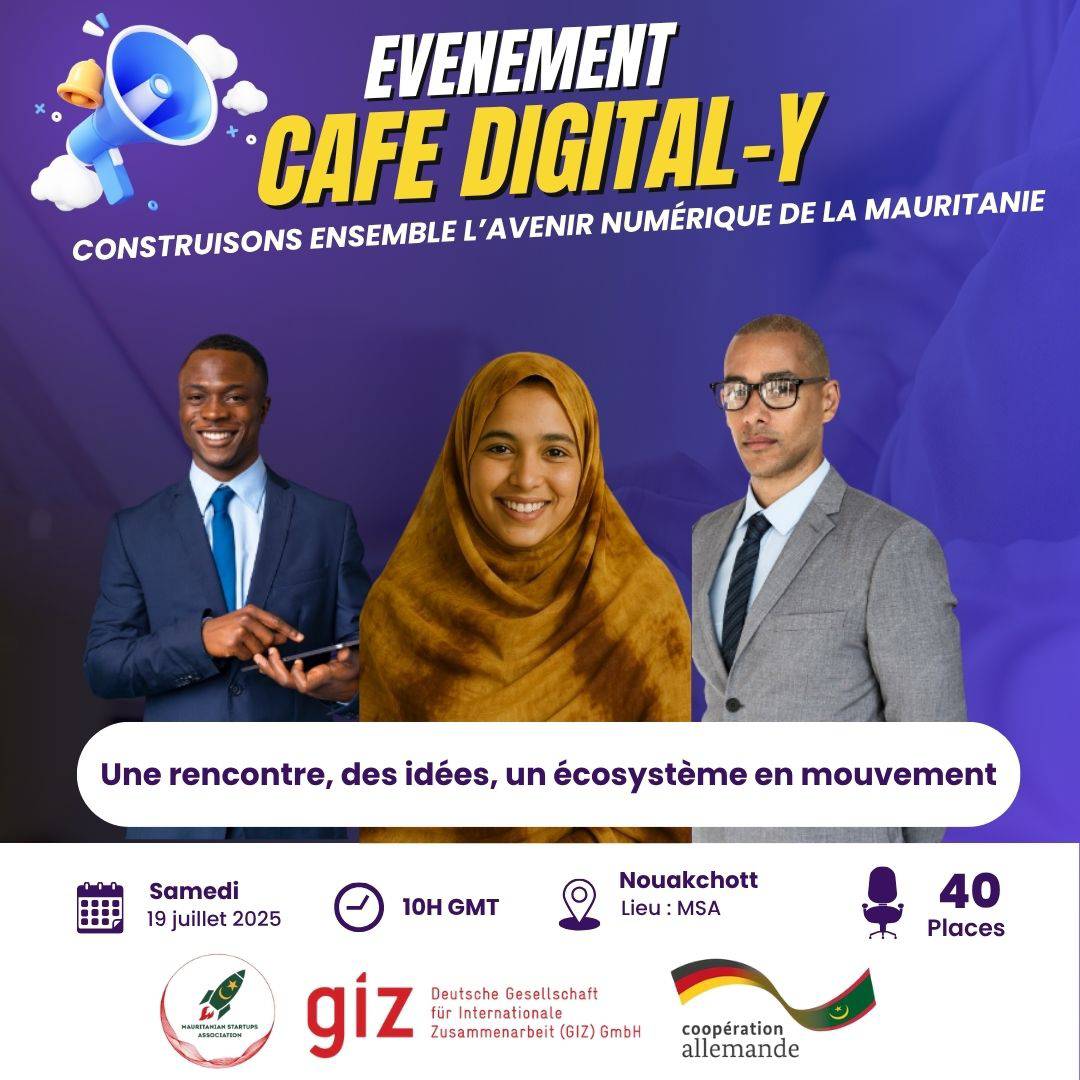 EVENEMENT
CAFE DIGITAL-Y
CONSTRUISONS ENSEMBLE L'AVENIR NUMÉRIQUE DE LA MAURITANIE
Une rencontre, des idées, un écosystème en mouvement
Samedi
19 juillet 2025
10H GMT
Nouakchott
Lieu : MSA
40
Places
MAURITANIAN STARTUPS
ASSOCIATION
giz
Deutsche Gesellschaft
für Internationale
Zusammenarbeit (GIZ) GmbH
coopération
allemande